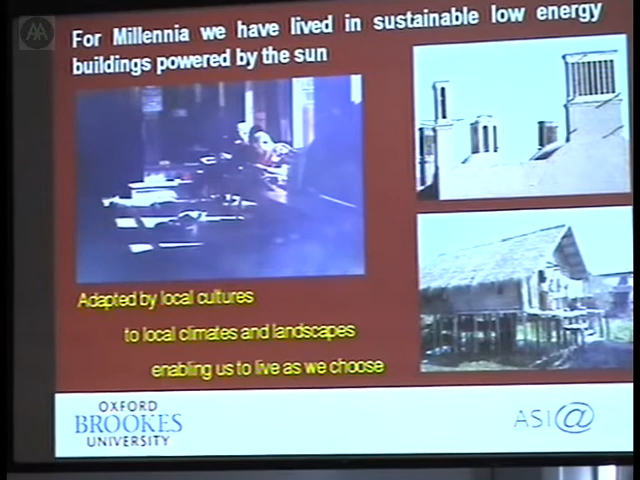 AA
For Millennia we have lived in sustainable low energy
buildings powered by the sun
Adapted by local cultures
to local climates and landscapes
enabling us to live as we choose
OXFORD
BROOKES
UNIVERSITY
ASI@